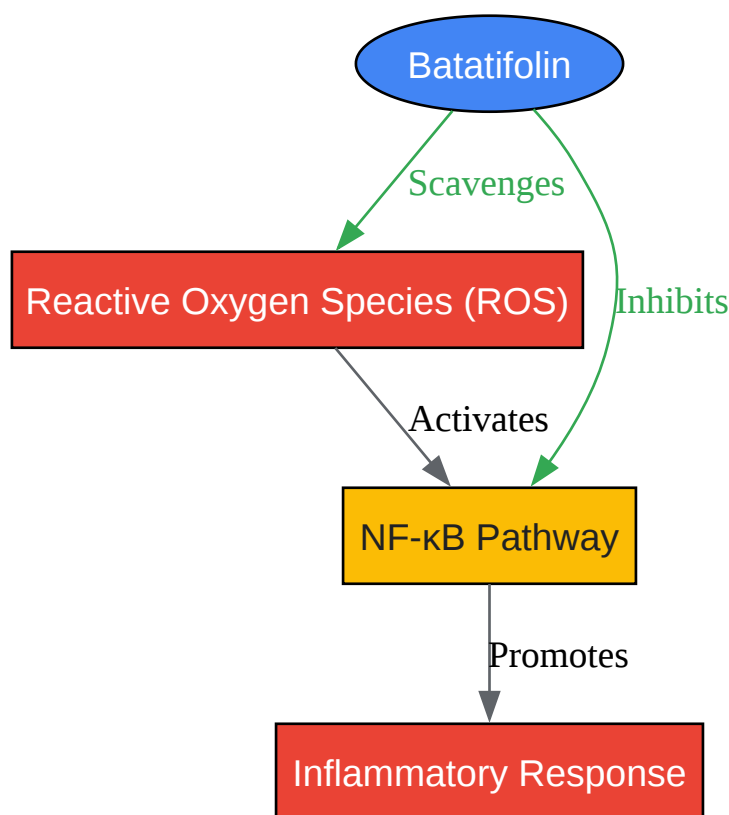 Batatifolin
Scavenges
Reactive Oxygen Species (ROS)
Inhibits
Activates
NF-κB Pathway
Promotes
Inflammatory Response